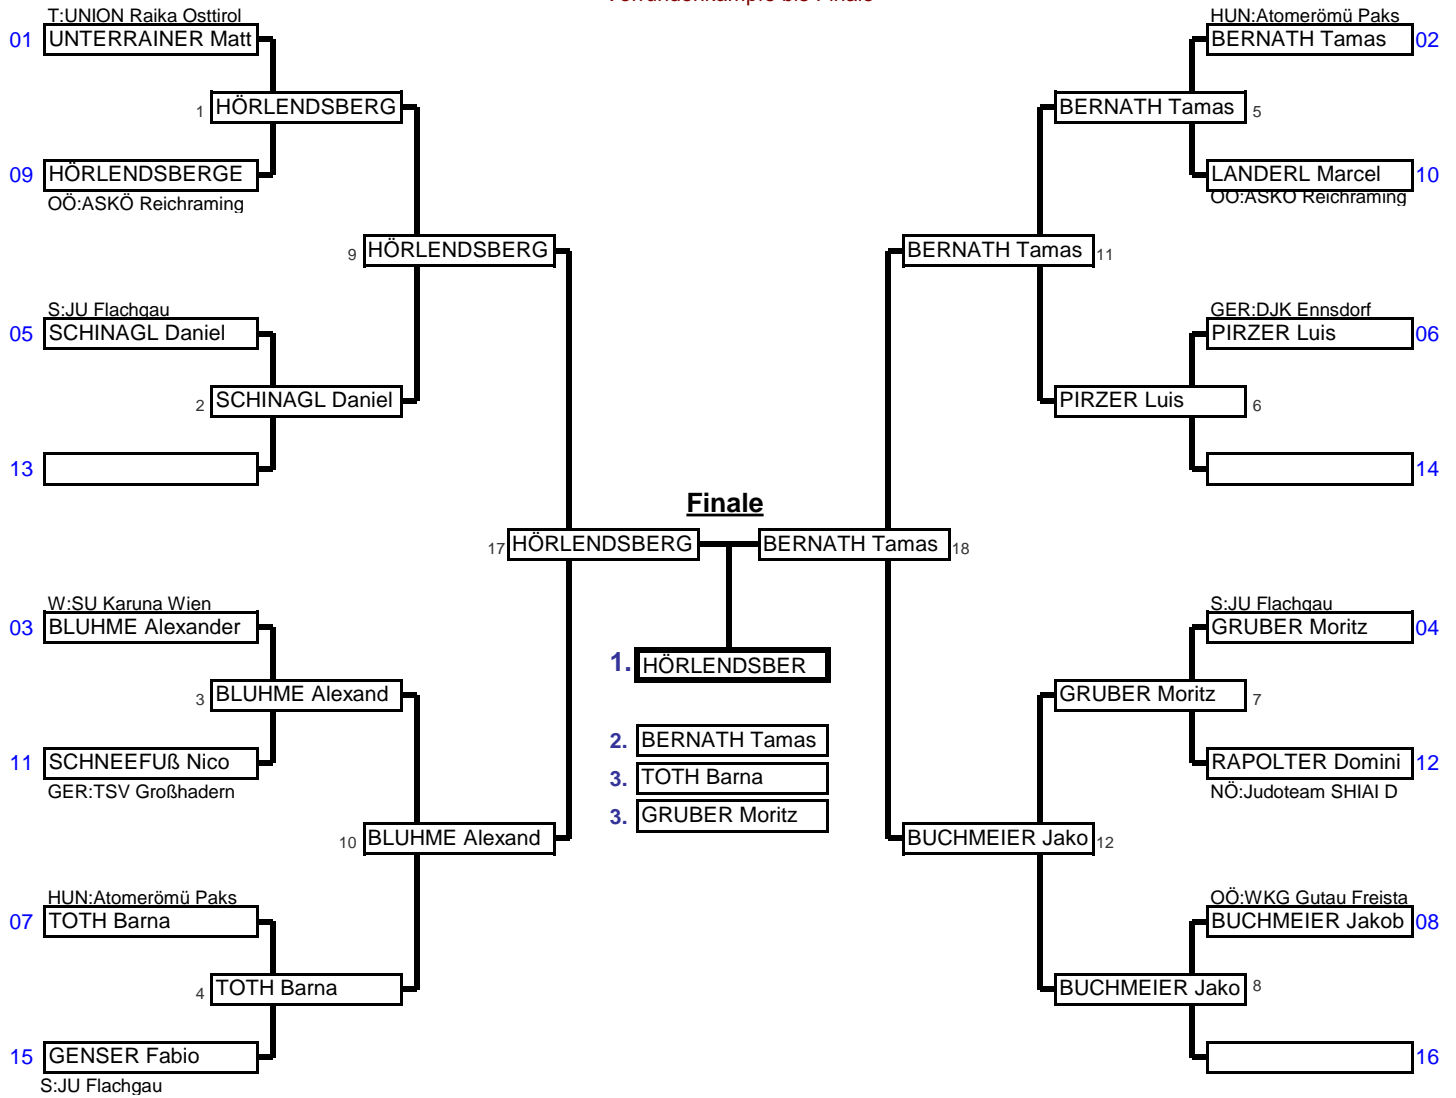 T:UNION Raika Osttirol
01 UNTERRAINER Matt
1 HÖRLENDSBERG
09 HÖRLENDSBERGE
OÖ:ASKÖ Reichraming
9 HÖRLENDSBERG
S:JU Flachgau
05 SCHINAGL Daniel
2 SCHINAGL Daniel
13
17 HÖRLENDSBERG
W:SU Karuna Wien
03 BLUHME Alexander
3 BLUHME Alexand
11 SCHNEEFUß Nico
GER:TSV Großhadern
10 BLUHME Alexand
HUN:Atomerömü Paks
07 TOTH Barna
4 TOTH Barna
15 GENSER Fabio
S:JU Flachgau
Finale
1. HÖRLENDSBER
2. BERNATH Tamas
3. TOTH Barna
3. GRUBER Moritz
HUN:Atomerömü Paks
BERNATH Tamas 02
BERNATH Tamas 5
LANDERL Marcel 10
OÖ:ASKÖ Reichraming
BERNATH Tamas 11
GER:DJK Ennsdorf
PIRZER Luis 06
PIRZER Luis 6
14
BERNATH Tamas 18
S:JU Flachgau
GRUBER Moritz 04
GRUBER Moritz 7
RAPOLTER Domini 12
NÖ:Judoteam SHIAI D
BUCHMEIER Jako 12
OÖ:WKG Gutau Freista
BUCHMEIER Jakob 08
BUCHMEIER Jako 8
16